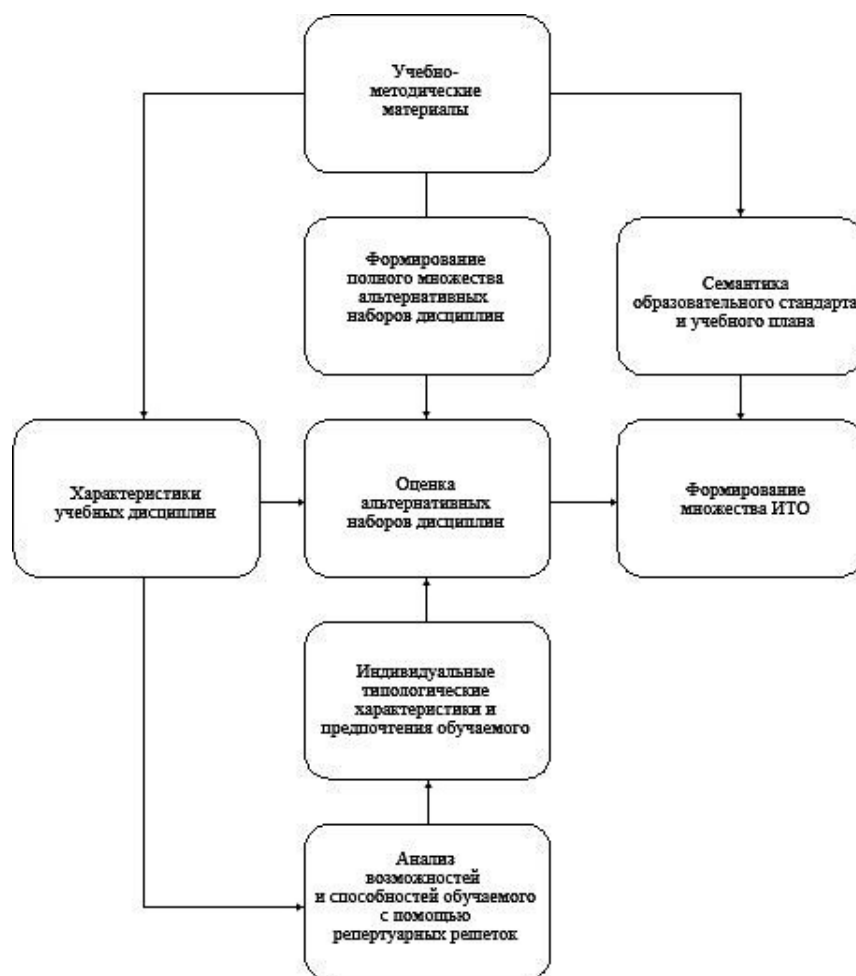 Учебно-
методические
материалы
Формирование
полного множества
альтернативных
наборов дисциплин
Семантика
образовательного стандарта
и учебного плана
Характеристики
учебных дисциплин
Оценка
альтернативных
наборов дисциплин
Формирование
множества ИТО
Индивидуальные
типологические
характеристики и
предпочтения обучаемого
Анализ
возможностей
и способностей обучаемого
с помощью
репертуарных решеток